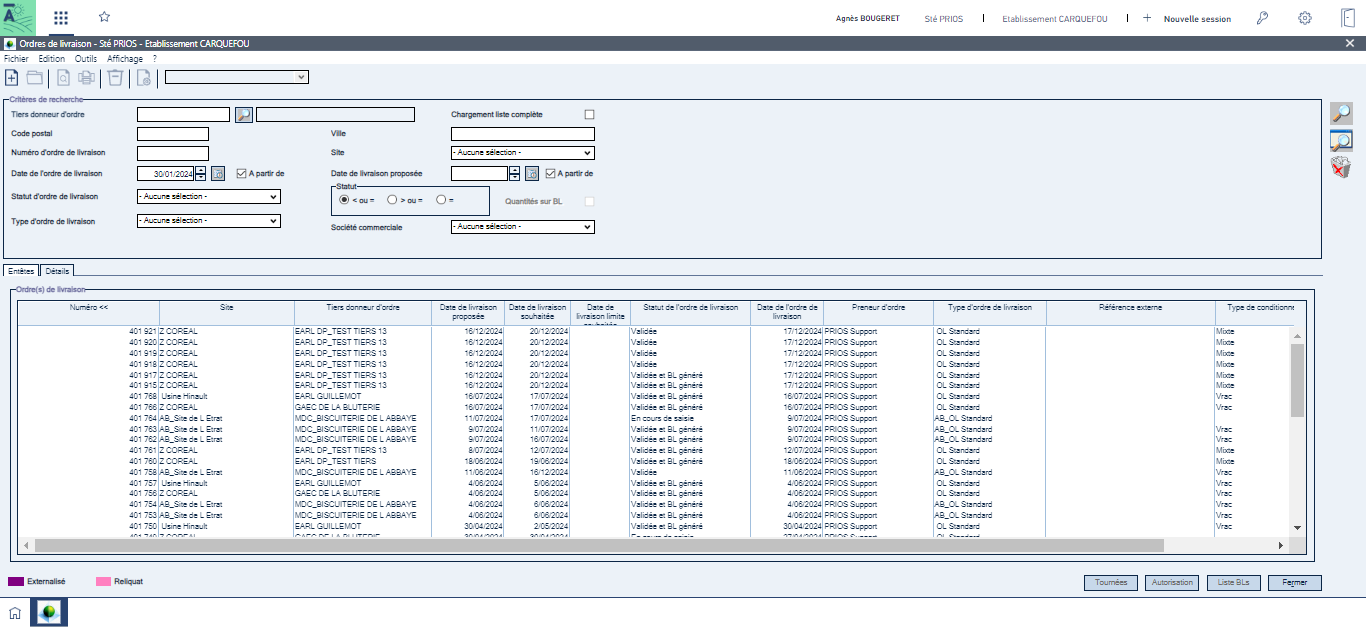 Agnès BOUGERET Sté PRIOS | Etablissement CARQUEFOU | + Nouvelle session
Ordres de livraison - Sté PRIOS - Etablissement CARQUEFOU
Fichier Edition Outils Affichage ?
Critères de recherche
Tiers donneur d'ordre Chargement liste complète
Code postal Ville
Numéro d'ordre de livraison Site - Aucune sélection -
Date de l'ordre de livraison 30/01/2024 A partir de Date de livraison proposée A partir de
Statut d'ordre de livraison - Aucune sélection - Statut < ou = > ou = = Quantités sur BL
Type d'ordre de livraison - Aucune sélection - Société commerciale - Aucune sélection -
Entêtes Détails
Ordre(s) de livraison
Numéro << Site Tiers donneur d'ordre Date de livraison proposée Date de livraison souhaitée Date de livraison limite souhaitée Statut de l'ordre de livraison Date de l'ordre de livraison Preneur d'ordre Type d'ordre de livraison Référence externe Type de conditionne
401 921 Z COREAL EARL DP_TEST TIERS 13 16/12/2024 20/12/2024 Validée 17/12/2024 PRIOS Support OL Standard Mixte
401 920 Z COREAL EARL DP_TEST TIERS 13 16/12/2024 20/12/2024 Validée 17/12/2024 PRIOS Support OL Standard Mixte
401 919 Z COREAL EARL DP_TEST TIERS 13 16/12/2024 20/12/2024 Validée 17/12/2024 PRIOS Support OL Standard Mixte
401 918 Z COREAL EARL DP_TEST TIERS 13 16/12/2024 20/12/2024 Validée 17/12/2024 PRIOS Support OL Standard Mixte
401 917 Z COREAL EARL DP_TEST TIERS 13 16/12/2024 20/12/2024 Validée et BL généré 17/12/2024 PRIOS Support OL Standard Mixte
401 915 Z COREAL EARL DP_TEST TIERS 13 16/12/2024 20/12/2024 Validée et BL généré 17/12/2024 PRIOS Support OL Standard Mixte
401 768 Usine Hinault EARL GUILLEMOT 16/07/2024 17/07/2024 Validée et BL généré 16/07/2024 PRIOS Support OL Standard Vrac
401 766 Z COREAL GAEC DE LA BLUTERIE 16/07/2024 17/07/2024 Validée et BL généré 16/07/2024 PRIOS Support OL Standard Vrac
401 764 AB_Site de L Etrat MDC_BISCUITERIE DE L ABBAYE 11/07/2024 17/07/2024 En cours de saisie 11/07/2024 PRIOS Support AB_OL Standard
401 763 AB_Site de L Etrat MDC_BISCUITERIE DE L ABBAYE 9/07/2024 11/07/2024 Validée et BL généré 9/07/2024 PRIOS Support AB_OL Standard Vrac
401 762 AB_Site de L Etrat MDC_BISCUITERIE DE L ABBAYE 9/07/2024 16/07/2024 Validée et BL généré 9/07/2024 PRIOS Support AB_OL Standard Vrac
401 761 Z COREAL EARL DP_TEST TIERS 13 8/07/2024 12/07/2024 Validée et BL généré 12/07/2024 PRIOS Support OL Standard Mixte
401 760 Z COREAL EARL DP_TEST TIERS 18/06/2024 19/06/2024 Validée et BL généré 18/06/2024 PRIOS Support OL Standard Mixte
401 758 AB_Site de L Etrat MDC_BISCUITERIE DE L ABBAYE 11/06/2024 16/12/2024 Validée 11/06/2024 PRIOS Support AB_OL Standard Vrac
401 757 Usine Hinault EARL GUILLEMOT 4/06/2024 5/06/2024 Validée et BL généré 4/06/2024 PRIOS Support OL Standard Vrac
401 756 Z COREAL GAEC DE LA BLUTERIE 4/06/2024 5/06/2024 Validée et BL généré 4/06/2024 PRIOS Support OL Standard Vrac
401 754 AB_Site de L Etrat MDC_BISCUITERIE DE L ABBAYE 4/06/2024 6/06/2024 Validée et BL généré 4/06/2024 PRIOS Support AB_OL Standard Vrac
401 753 AB_Site de L Etrat MDC_BISCUITERIE DE L ABBAYE 4/06/2024 6/06/2024 Validée et BL généré 4/06/2024 PRIOS Support AB_OL Standard Vrac
401 750 Usine Hinault EARL GUILLEMOT 30/04/2024 2/05/2024 Validée et BL généré 30/04/2024 PRIOS Support OL Standard Vrac
Externalisé Reliquat Tournées Autorisation Liste BLs Fermer